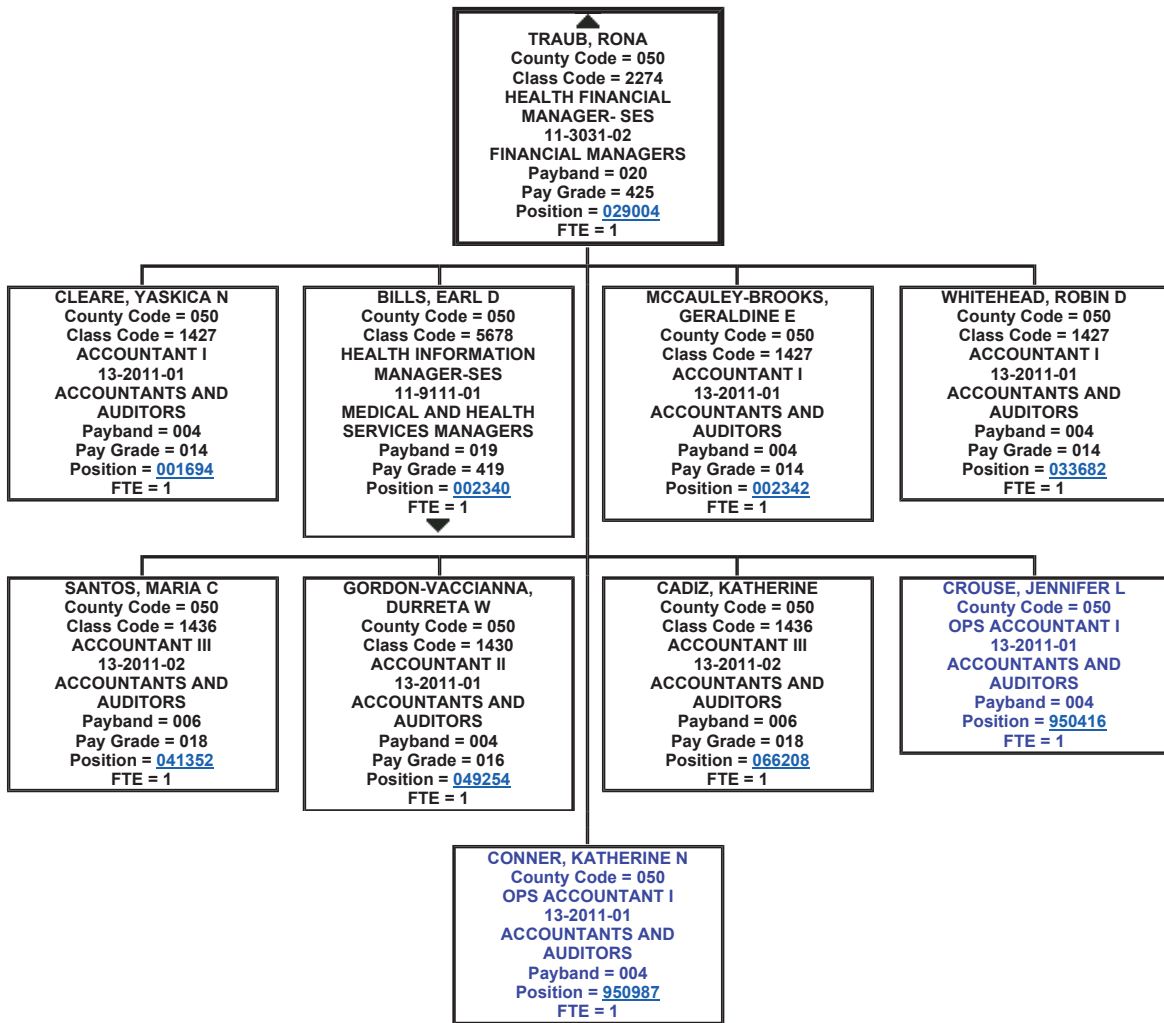 TRAUB, RONA
County Code = 050
Class Code = 2274
HEALTH FINANCIAL
MANAGER- SES
11-3031-02
FINANCIAL MANAGERS
Payband = 020
Pay Grade = 425
Position = 029004
FTE = 1
CLEARE, YASKICA N
County Code = 050
Class Code = 1427
ACCOUNTANT I
13-2011-01
ACCOUNTANTS AND
AUDITORS
Payband = 004
Pay Grade = 014
Position = 001694
FTE = 1
BILLS, EARL D
County Code = 050
Class Code = 5678
HEALTH INFORMATION
MANAGER-SES
11-9111-01
MEDICAL AND HEALTH
SERVICES MANAGERS
Payband = 019
Pay Grade = 419
Position = 002340
FTE = 1
MCCAULEY-BROOKS,
GERALDINE E
County Code = 050
Class Code = 1427
ACCOUNTANT I
13-2011-01
ACCOUNTANTS AND
AUDITORS
Payband = 004
Pay Grade = 014
Position = 002342
FTE = 1
WHITEHEAD, ROBIN D
County Code = 050
Class Code = 1427
ACCOUNTANT I
13-2011-01
ACCOUNTANTS AND
AUDITORS
Payband = 004
Pay Grade = 014
Position = 033682
FTE = 1
SANTOS, MARIA C
County Code = 050
Class Code = 1436
ACCOUNTANT III
13-2011-02
ACCOUNTANTS AND
AUDITORS
Payband = 006
Pay Grade = 018
Position = 041352
FTE = 1
GORDON-VACCIANNA,
DURRETA W
County Code = 050
Class Code = 1430
ACCOUNTANT II
13-2011-01
ACCOUNTANTS AND
AUDITORS
Payband = 004
Pay Grade = 016
Position = 049254
FTE = 1
CADIZ, KATHERINE
County Code = 050
Class Code = 1436
ACCOUNTANT III
13-2011-02
ACCOUNTANTS AND
AUDITORS
Payband = 006
Pay Grade = 018
Position = 066208
FTE = 1
CROUSE, JENNIFER L
County Code = 050
OPS ACCOUNTANT I
13-2011-01
ACCOUNTANTS AND
AUDITORS
Payband = 004
Position = 950416
FTE = 1
CONNER, KATHERINE N
County Code = 050
OPS ACCOUNTANT I
13-2011-01
ACCOUNTANTS AND
AUDITORS
Payband = 004
Position = 950987
FTE = 1